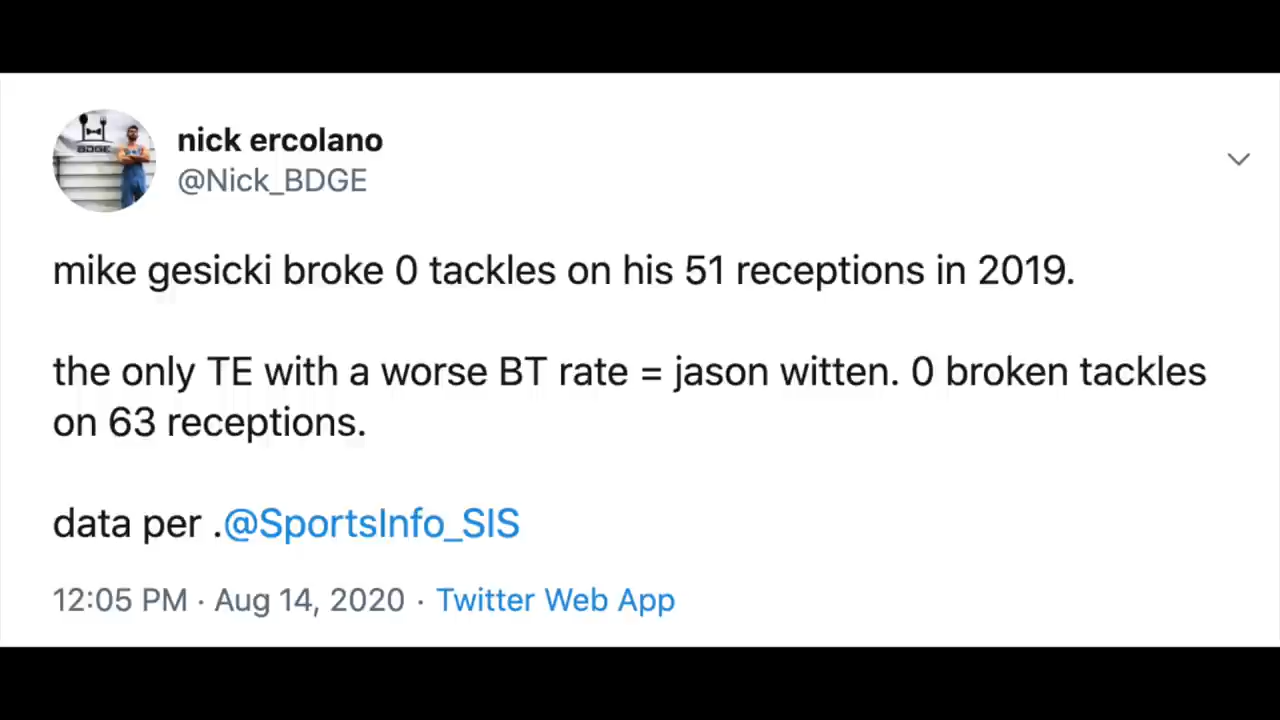 BDGE
nick ercolano
@Nick_BDGE
mike gesicki broke 0 tackles on his 51 receptions in 2019.
the only TE with a worse BT rate = jason witten. 0 broken tackles
on 63 receptions.
data per .@SportsInfo_SIS
12:05 PM · Aug 14, 2020 · Twitter Web App